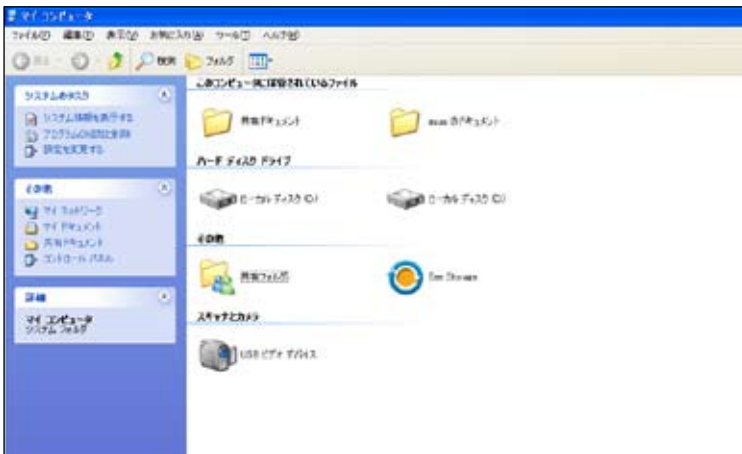 マイ コンピュータ
ファイル(F) 編集(E) 表示(V) お気に入り(A) ツール(T) ヘルプ(H)
戻る 検索 フォルダ
システムのタスク
システム情報を表示する
プログラムの追加と削除
設定を変更する
その他
マイ ネットワーク
マイ ドキュメント
共有ドキュメント
コントロール パネル
詳細
マイ コンピュータ
システム フォルダ
このコンピュータに保管されているファイル
共有ドキュメント
のドキュメント
ハード ディスク ドライブ
ローカル ディスク
ローカル ディスク
その他
共有フォルダ
Storage
スキャナとカメラ
USB ビデオ デバイス